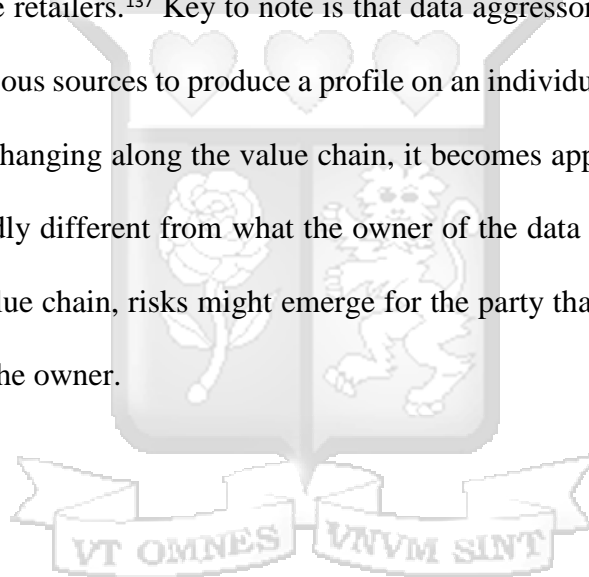 e retailers.¹³⁷ Key to note is that data aggressor
ous sources to produce a profile on an individu
hanging along the value chain, it becomes app
lly different from what the owner of the data
lue chain, risks might emerge for the party tha
he owner.
VT OMNES VNVM SINT